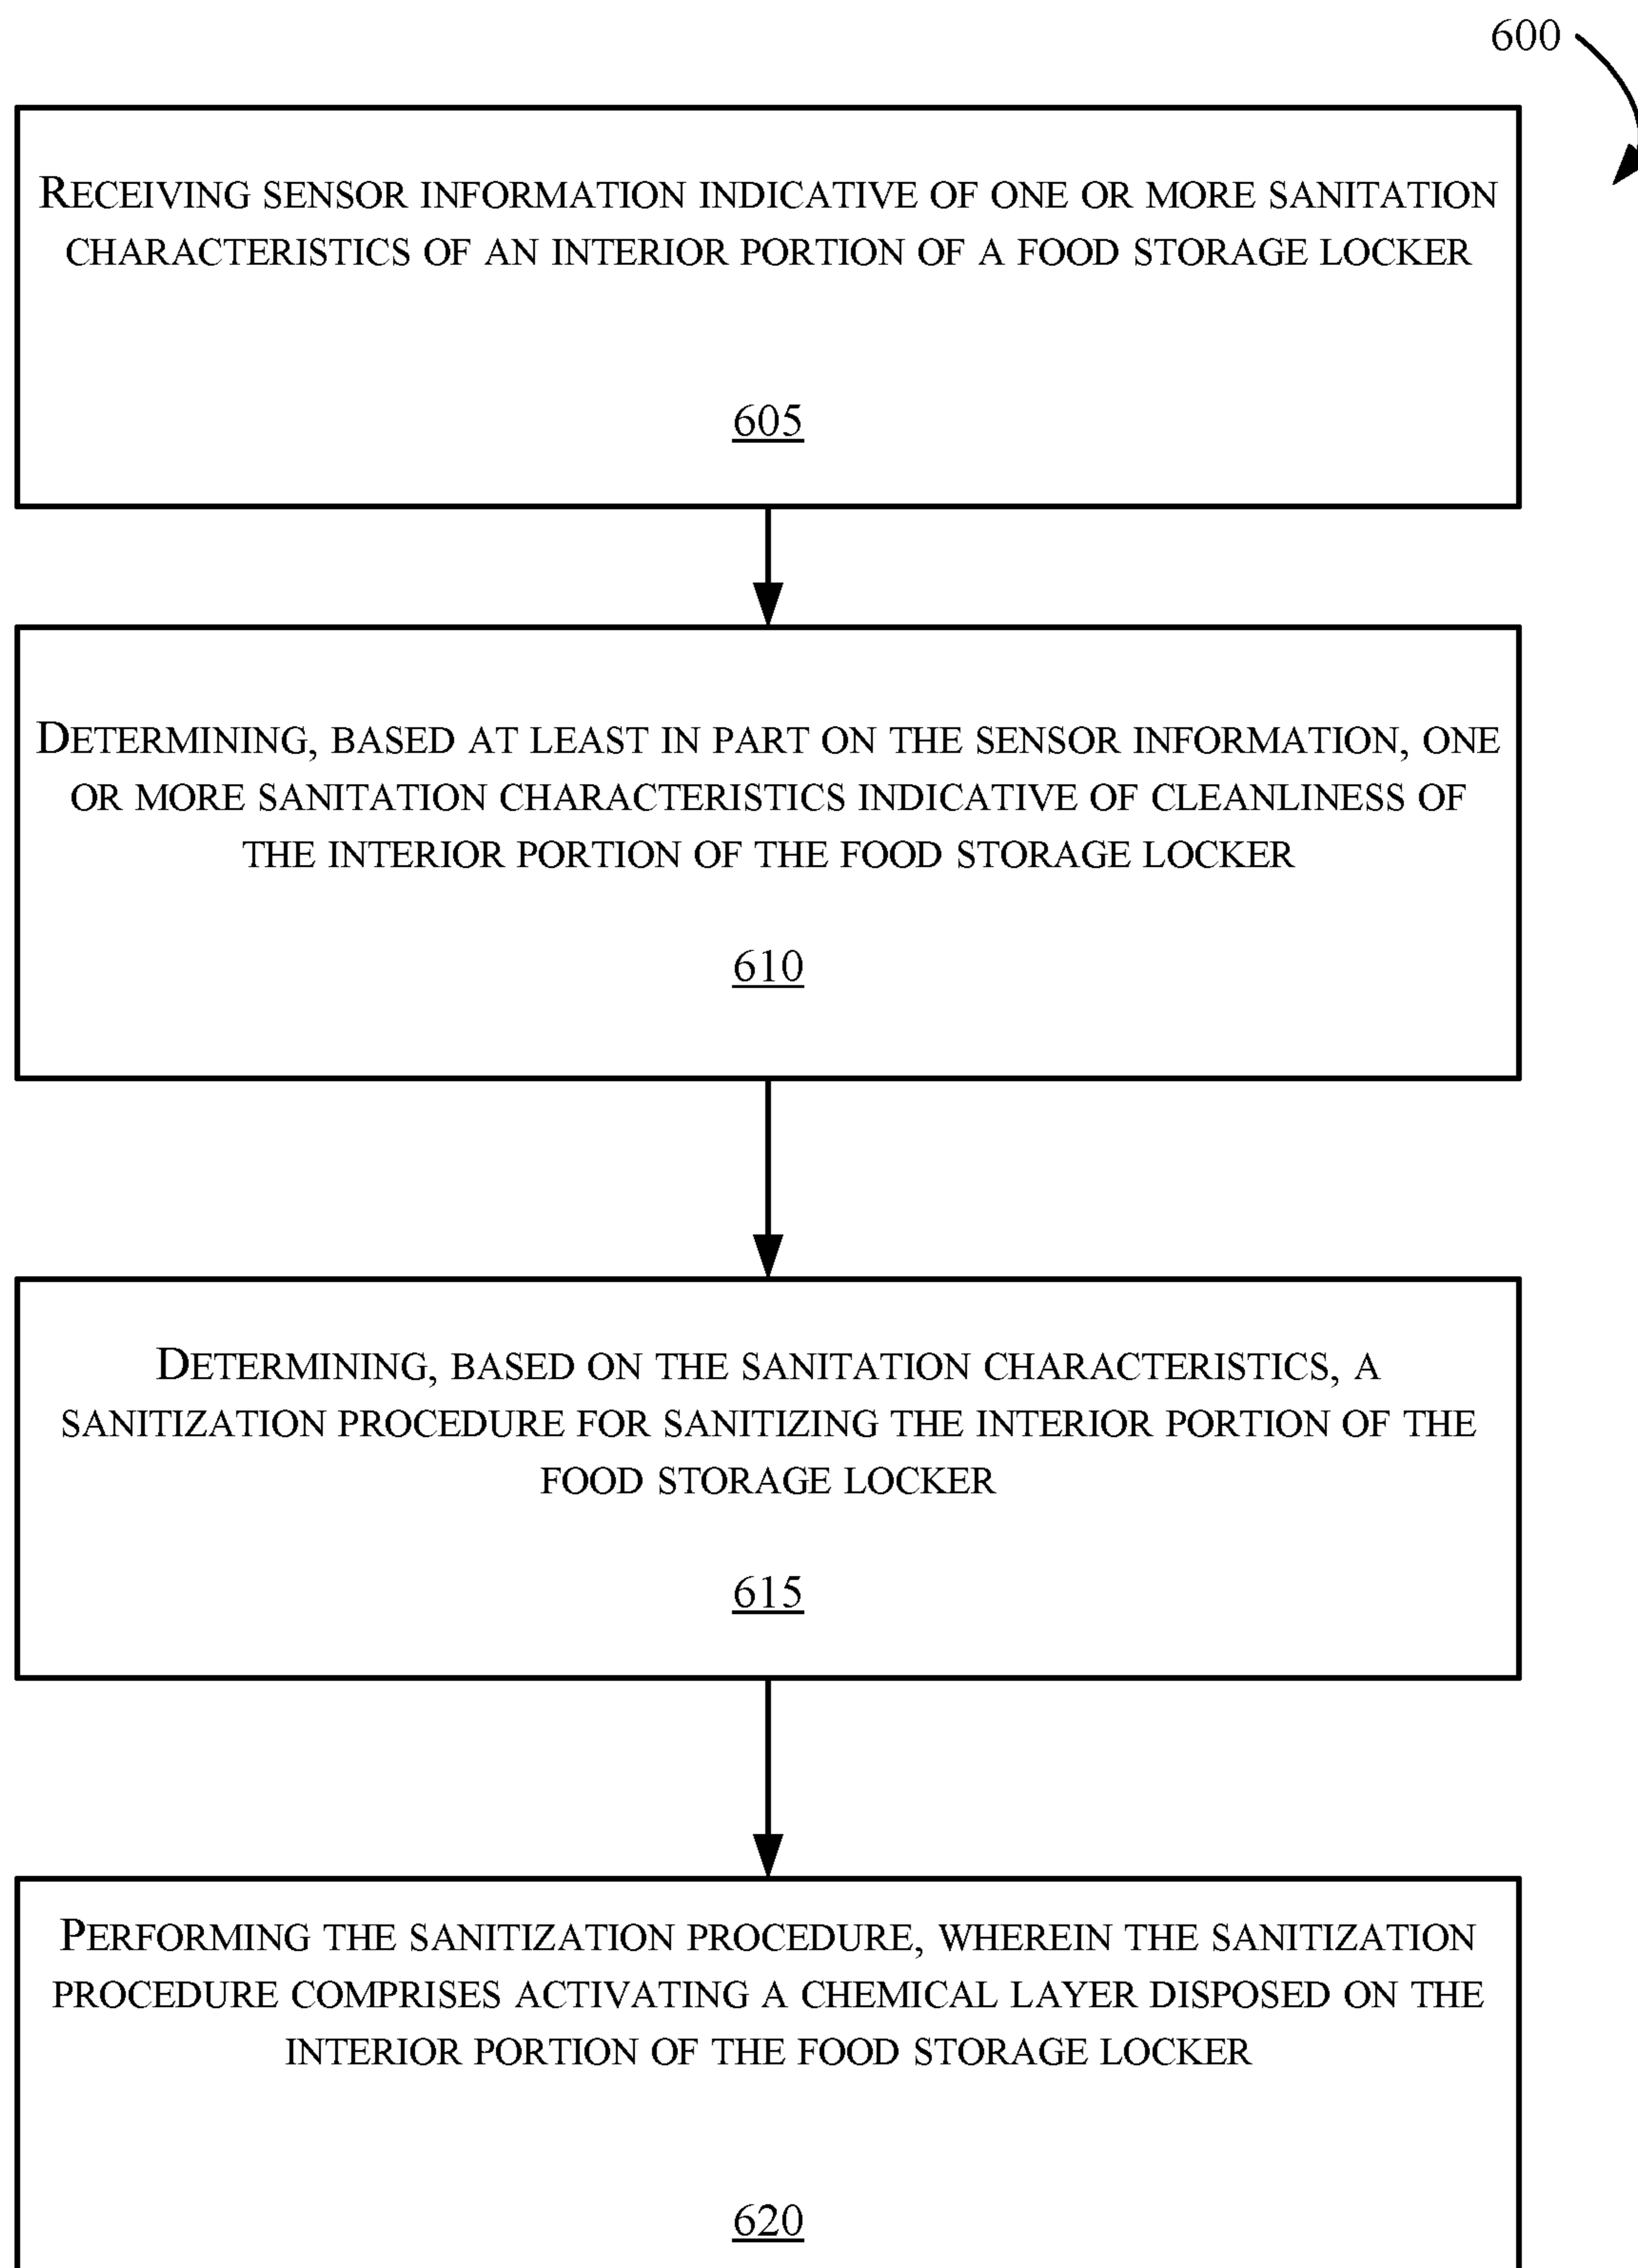 600
RECEIVING SENSOR INFORMATION INDICATIVE OF ONE OR MORE SANITATION
CHARACTERISTICS OF AN INTERIOR PORTION OF A FOOD STORAGE LOCKER
605
DETERMINING, BASED AT LEAST IN PART ON THE SENSOR INFORMATION, ONE
OR MORE SANITATION CHARACTERISTICS INDICATIVE OF CLEANLINESS OF
THE INTERIOR PORTION OF THE FOOD STORAGE LOCKER
610
DETERMINING, BASED ON THE SANITATION CHARACTERISTICS, A
SANITIZATION PROCEDURE FOR SANITIZING THE INTERIOR PORTION OF THE
FOOD STORAGE LOCKER
615
PERFORMING THE SANITIZATION PROCEDURE, WHEREIN THE SANITIZATION
PROCEDURE COMPRISES ACTIVATING A CHEMICAL LAYER DISPOSED ON THE
INTERIOR PORTION OF THE FOOD STORAGE LOCKER
620